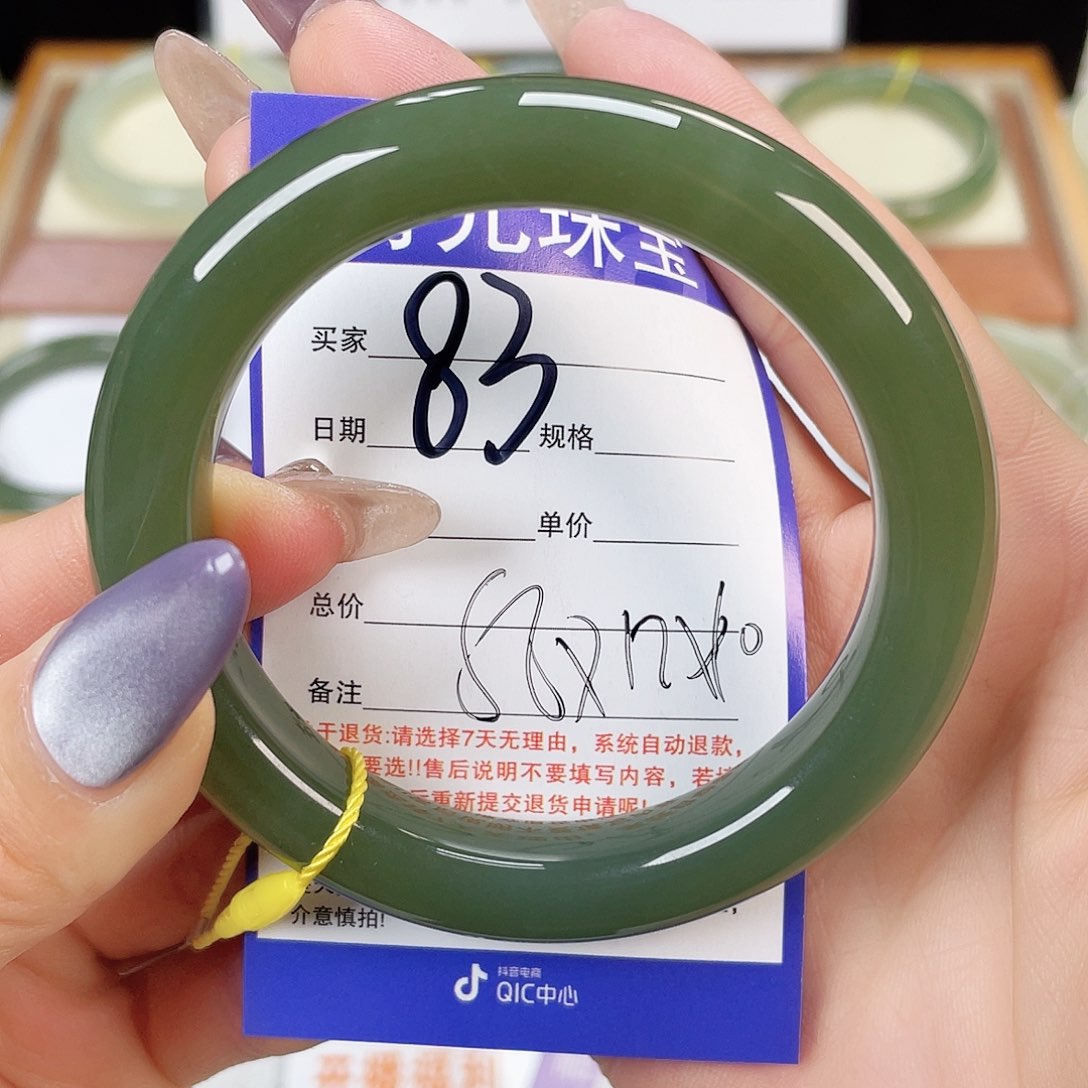 元珠宝
83
买家
日期 规格
单价
总价
备注
干退货:请选择7天无理由，系统自动退款，
要选!!售后说明不要填写内容，若
重新提交退货申请呢!
介意慎拍!
抖音电商
QIC中心